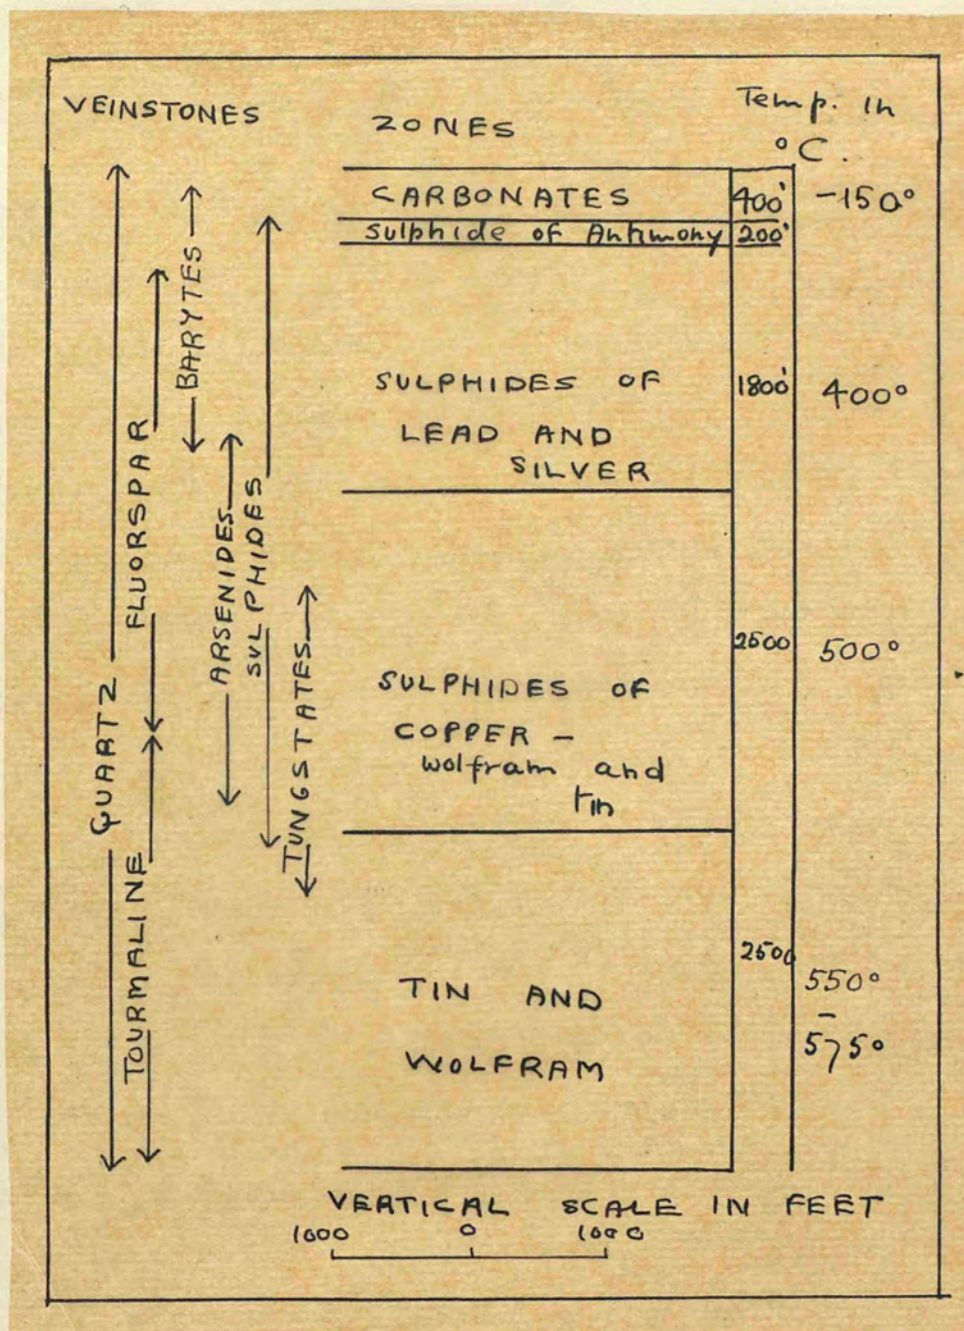 VEINSTONES
ZONES
Temp. in
°C.
CARBONATES 400' -150°
Sulphide of Antimony 200'
BARYTES
SULPHIDES OF 1800' 400°
LEAD AND
SILVER
FLUORSPAR
ARSENIDES
SULPHIDES
2500 500°
SULPHIDES OF
COPPER -
wolfram and
tin
TUNGSTATES
QUARTZ
TOURMALINE
2500
TIN AND 550°
-
WOLFRAM 575°
VERTICAL SCALE IN FEET
1000 0 1000